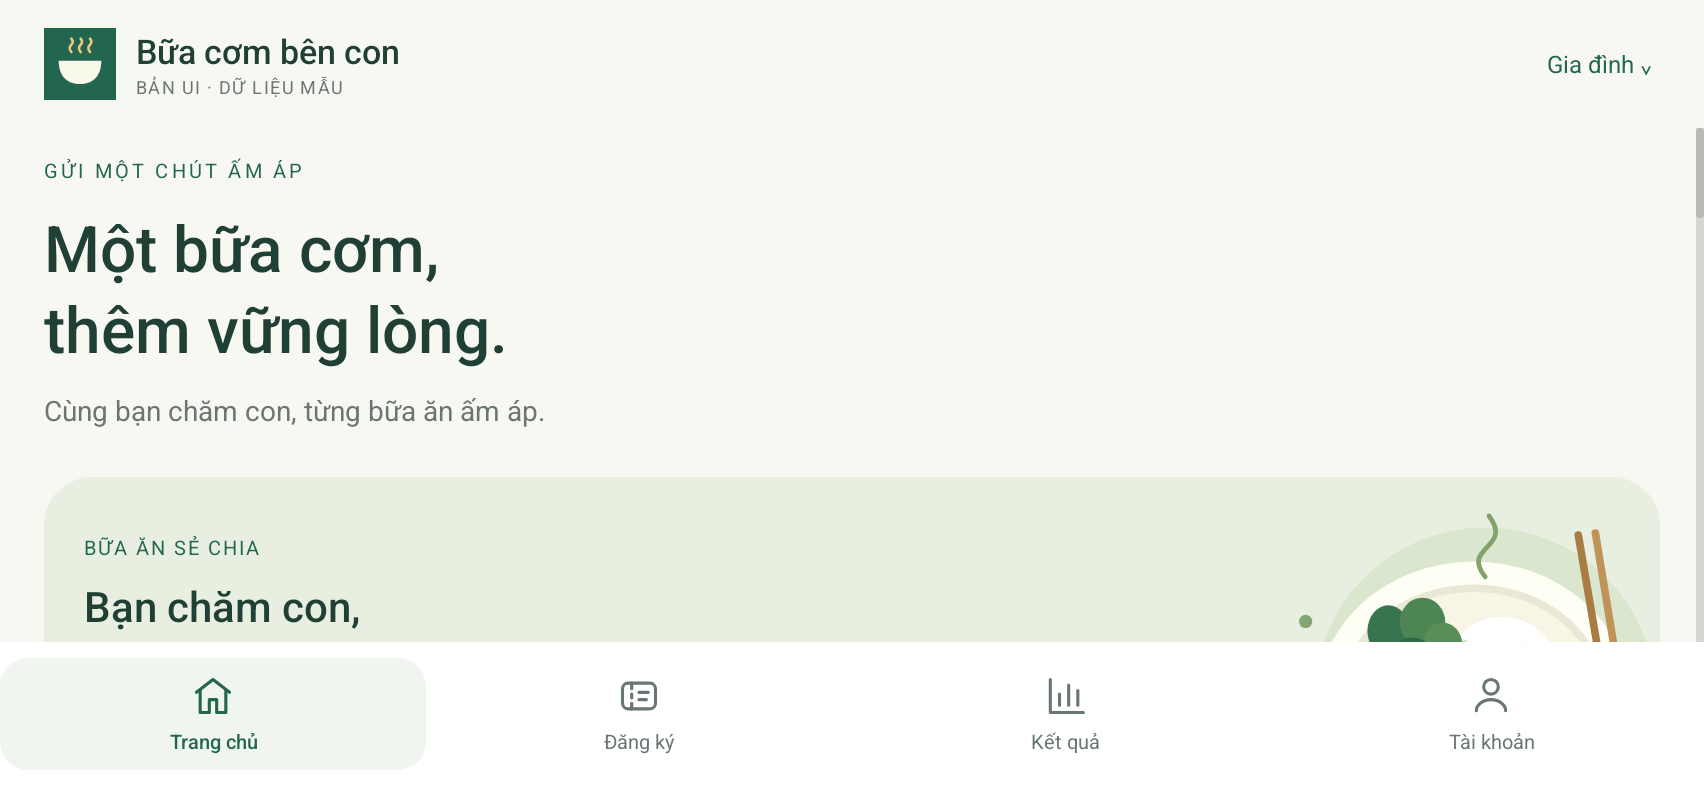 Bữa cơm bên con
BẢN UI · DỮ LIỆU MẪU
Gia đình
GỬI MỘT CHÚT ẤM ÁP
Một bữa cơm,
thêm vững lòng.
Cùng bạn chăm con, từng bữa ăn ấm áp.
BỮA ĂN SẺ CHIA
Bạn chăm con,
Trang chủ
Đăng ký
Kết quả
Tài khoản